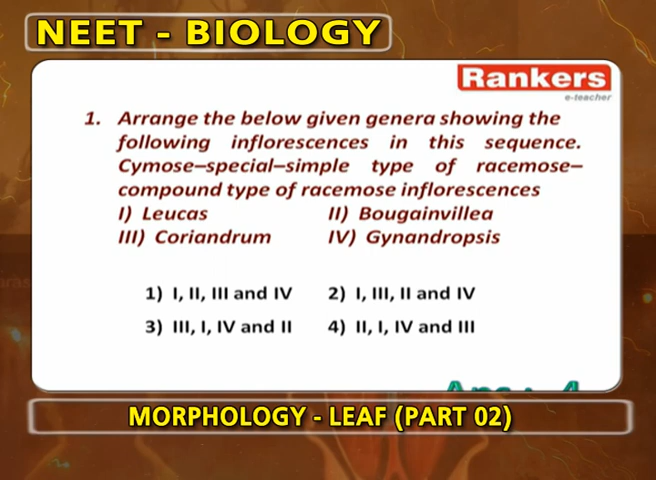 NEET - BIOLOGY
Rankers
e-teacher
1. Arrange the below given genera showing the
following inflorescences in this sequence.
Cymose–special–simple type of racemose–
compound type of racemose inflorescences
I) Leucas II) Bougainvillea
III) Coriandrum IV) Gynandropsis
1) I, II, III and IV 2) I, III, II and IV
3) III, I, IV and II 4) II, I, IV and III
MORPHOLOGY - LEAF (PART 02)